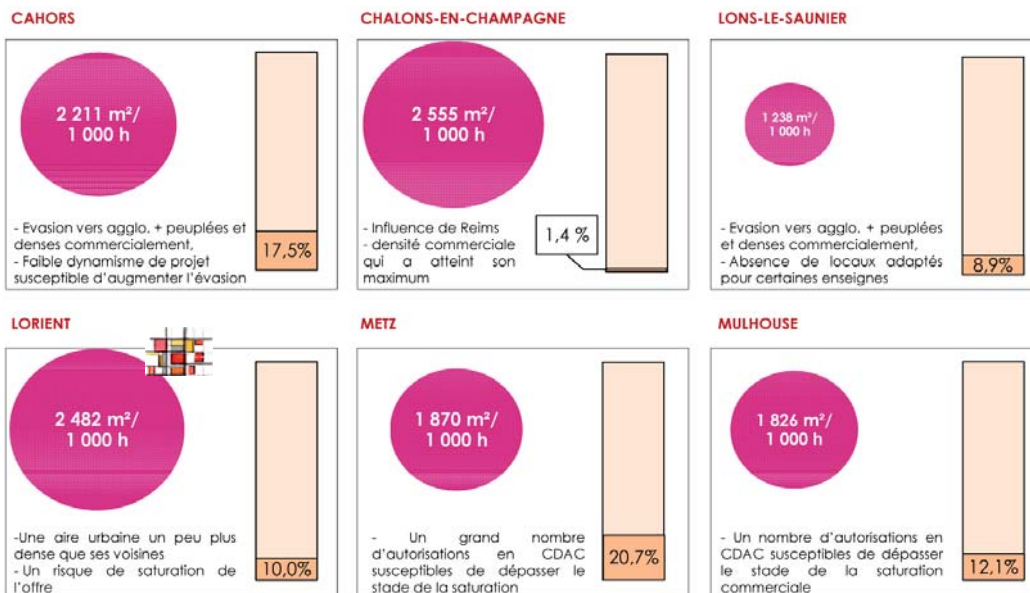 CAHORS
2 211 m²/
1 000 h
- Evasion vers agglo. + peuplées et
denses commercialement,
- Faible dynamisme de projet
susceptible d'augmenter l'évasion
17,5%
CHALONS-EN-CHAMPAGNE
2 555 m²/
1 000 h
- Influence de Reims
- densité commerciale
qui a atteint son
maximum
1,4 %
LONS-LE-SAUNIER
1 238 m²/
1 000 h
- Evasion vers agglo. + peuplées
et denses commercialement,
- Absence de locaux adaptés
pour certaines enseignes
8,9%
LORIENT
2 482 m²/
1 000 h
-Une aire urbaine un peu plus
dense que ses voisines
- Un risque de saturation de
l'offre
10,0%
METZ
1 870 m²/
1 000 h
- Un grand nombre
d'autorisations en CDAC
susceptibles de dépasser le
stade de la saturation
20,7%
MULHOUSE
1 826 m²/
1 000 h
- Un nombre d'autorisations en
CDAC susceptibles de dépasser
le stade de la saturation
commerciale
12,1%